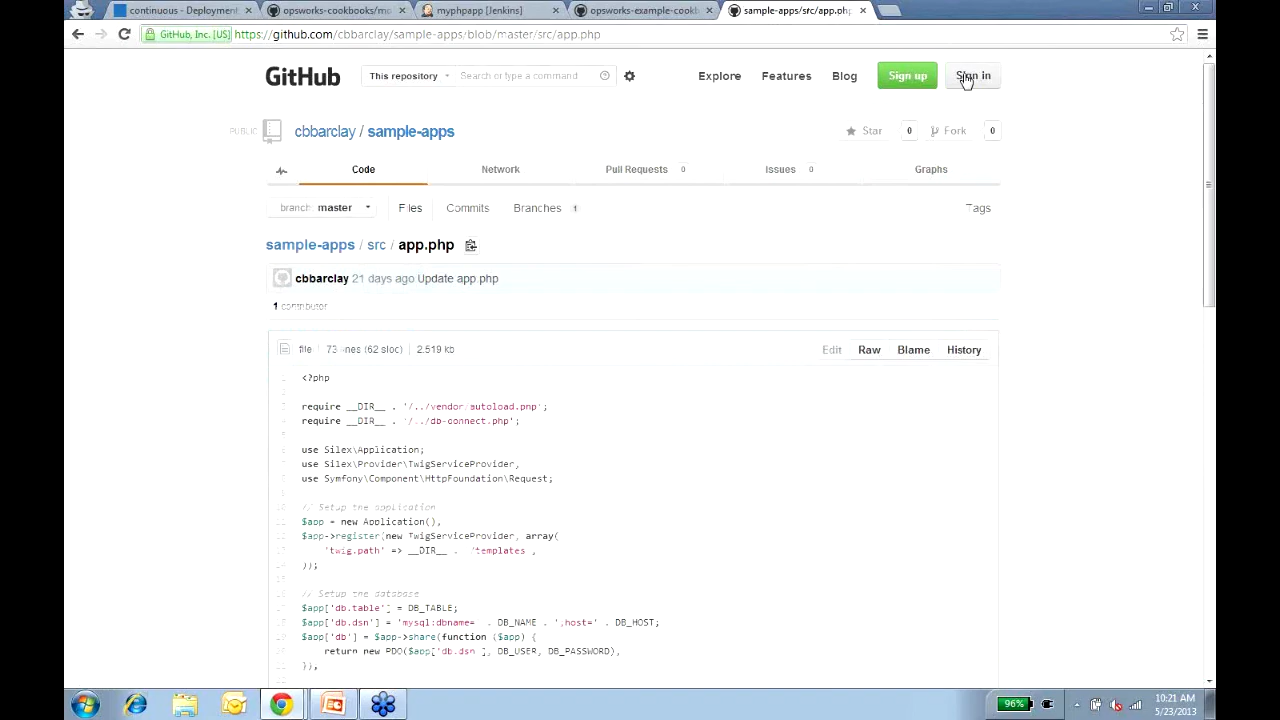 continuous - Deployment
opsworks-cookbooks/mo
myphpapp [Jenkins]
opsworks-example-cookb
sample-apps/src/app.php
GitHub, Inc. [US] https://github.com/cbbarclay/sample-apps/blob/master/src/app.php
GitHub This repository Search or type a command Explore Features Blog Sign up Sign in
PUBLIC cbbarclay / sample-apps Star 0 Fork 0
Code Network Pull Requests 0 Issues 0 Graphs
branch: master Files Commits Branches 1 Tags
sample-apps / src / app.php
cbbarclay 21 days ago Update app php
1 contributor
file 73 (62 sloc) 2.519 kb Edit Raw Blame History
<?php
require __DIR__ . '/../vendor/autoload.php';
require __DIR__ . '/../db-connect.php';
use Silex\Application;
use Silex\Provider\TwigServiceProvider,
use Symfony\Component\HttpFoundation\Request;
// Setup the application
$app = new Application(),
$app->register(new TwigServiceProvider, array(
'twig.path' => __DIR__ . '/templates ,
));
// Setup the database
$app['db.table'] = DB_TABLE;
$app['db.dsn'] = 'mysql:dbname= . DB_NAME . ';host=' . DB_HOST;
$app['db'] = $app->share(function ($app) {
return new PDO($app['db.dsn ], DB_USER, DB_PASSWORD),
});
96%
10:21 AM
5/23/2013